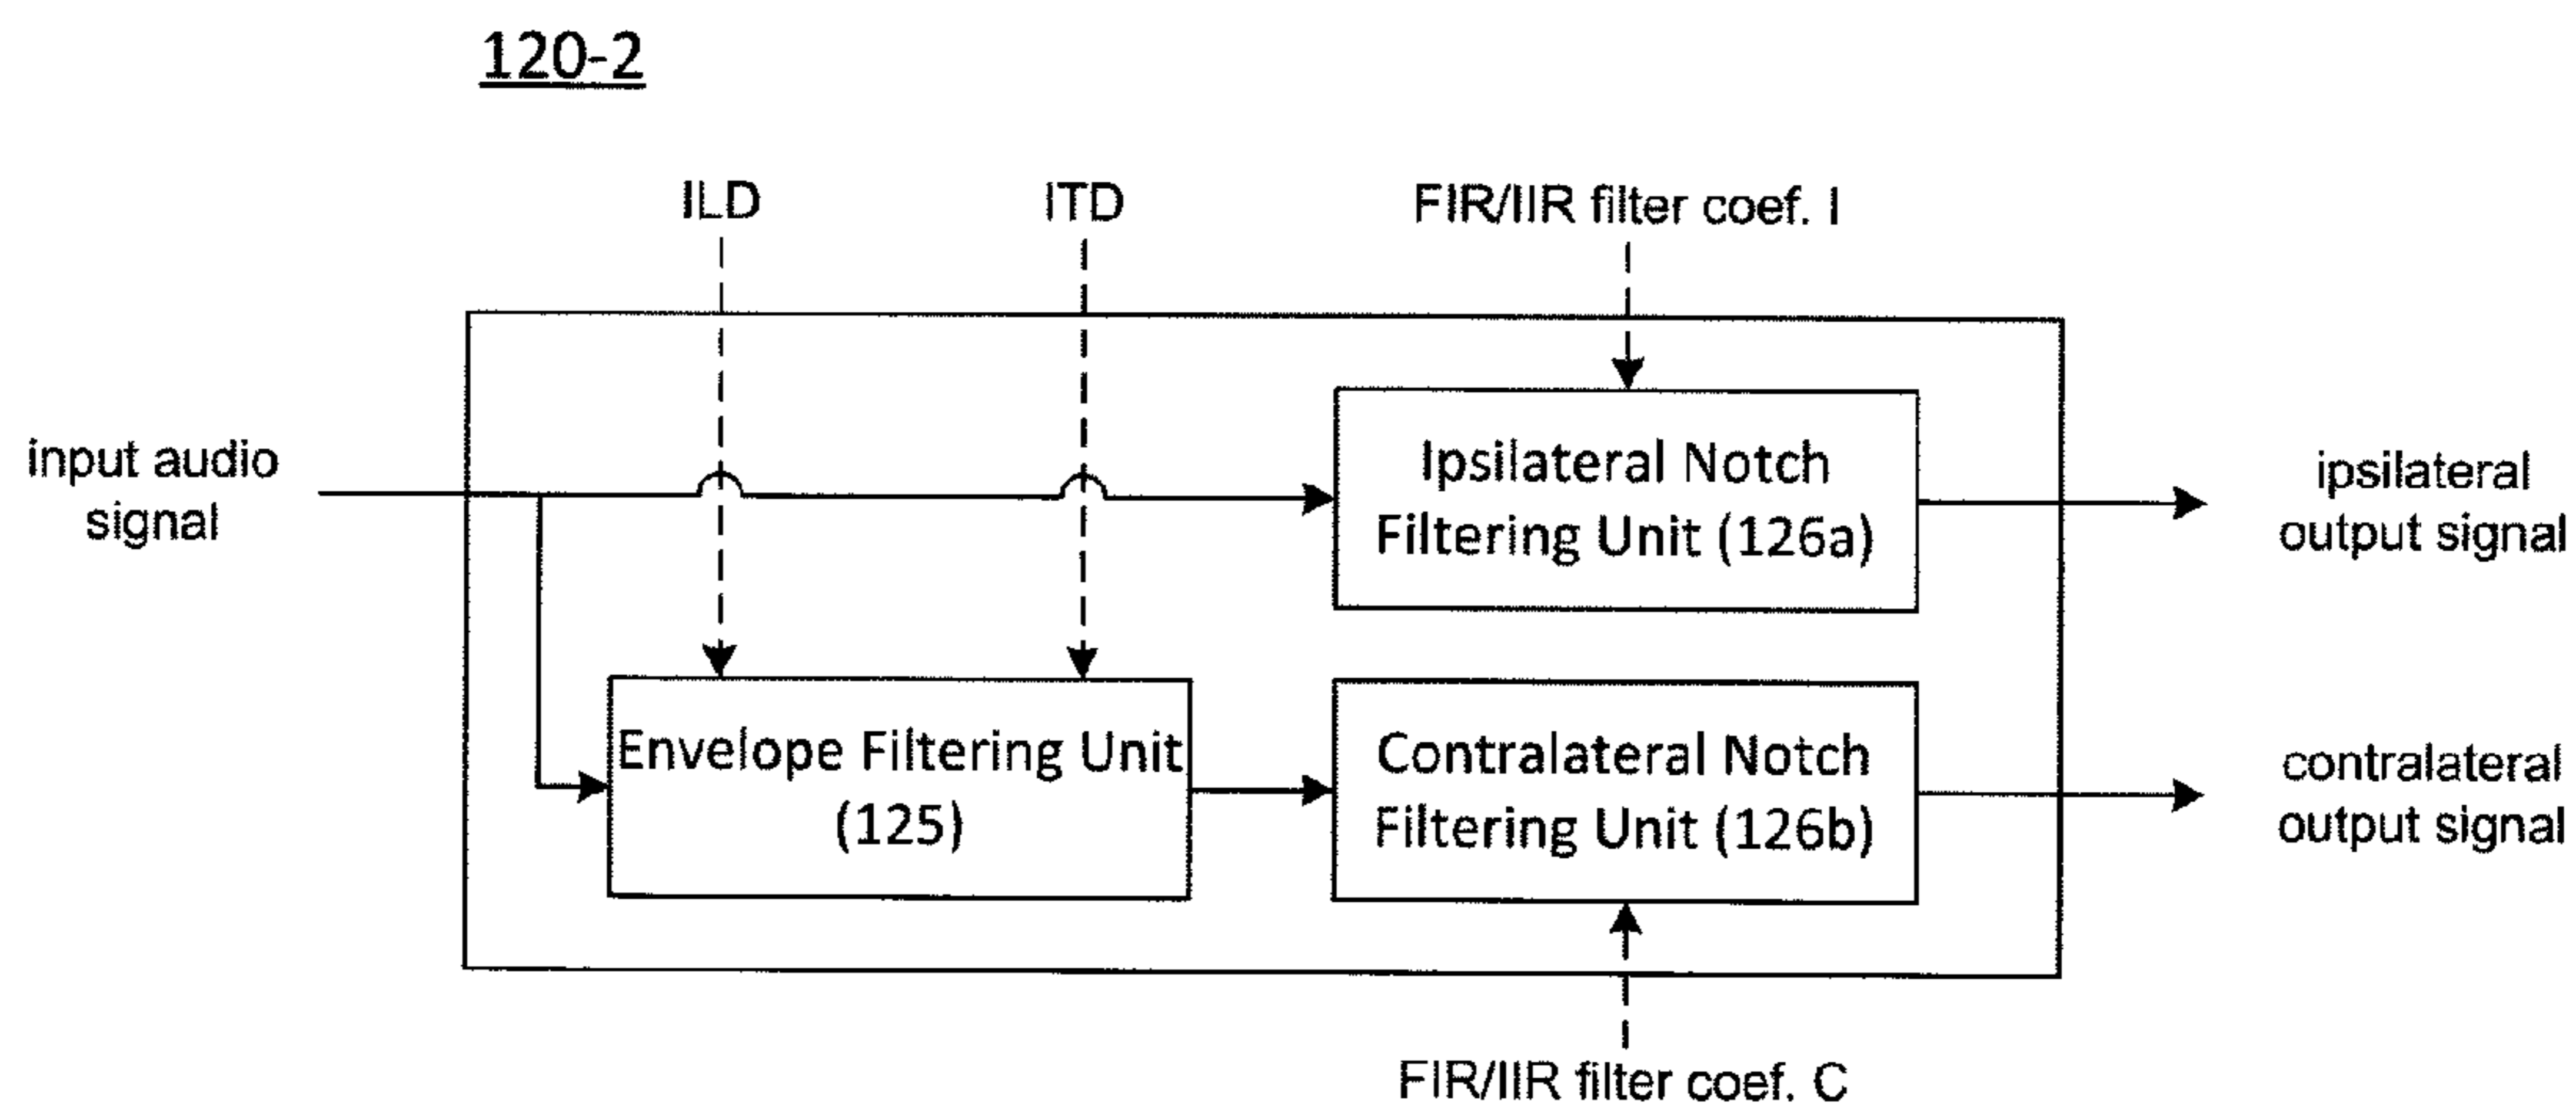 120-2
ILD
ITD
FIR/IIR filter coef. I
input audio
signal
Ipsilateral Notch
Filtering Unit (126a)
ipsilateral
output signal
Envelope Filtering Unit
(125)
Contralateral Notch
Filtering Unit (126b)
contralateral
output signal
FIR/IIR filter coef. C